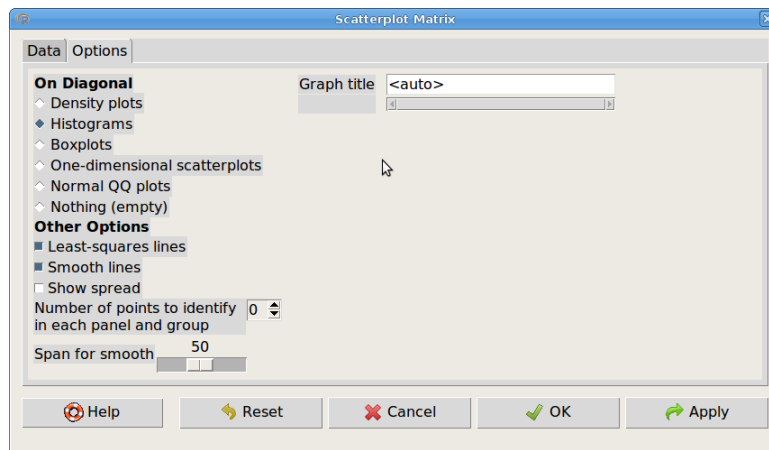 Scatterplot Matrix
Data Options
On Diagonal
Density plots
Histograms
Boxplots
One-dimensional scatterplots
Normal QQ plots
Nothing (empty)
Other Options
Least-squares lines
Smooth lines
Show spread
Number of points to identify
in each panel and group
0
Span for smooth
50
Graph title
<auto>
Help Reset Cancel OK Apply